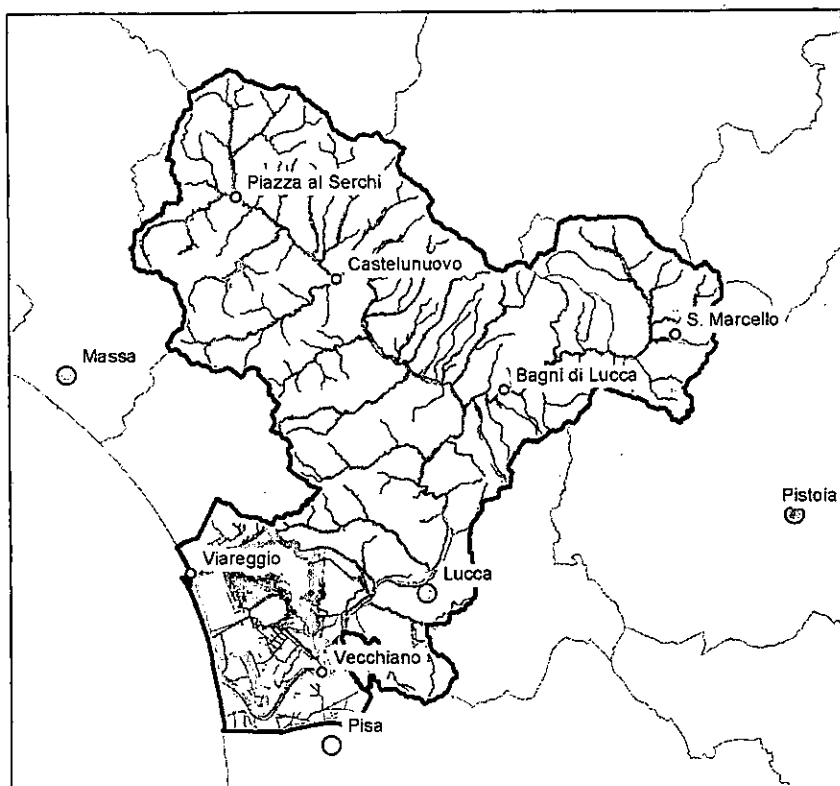 Piazza al Serchi
Castelunuovo
S. Marcello
Massa
Bagni di Lucca
Pistoia
Viareggio
Lucca
Vecchiano
Pisa